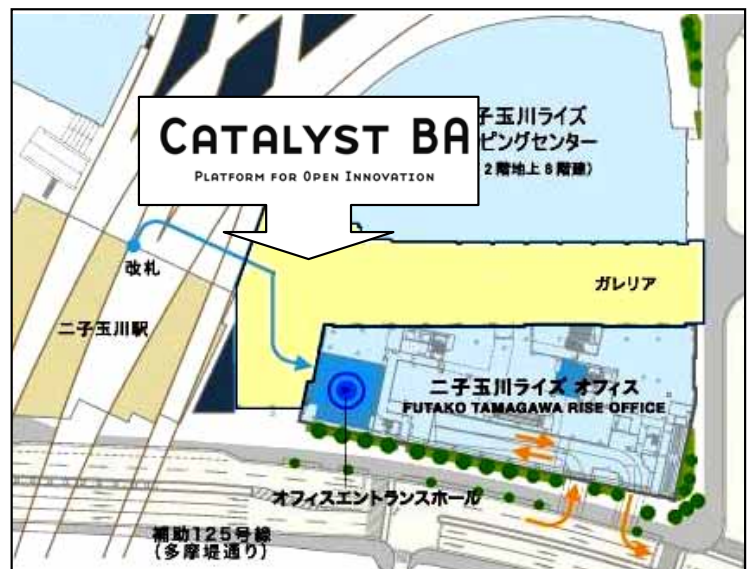 CATALYST BA
PLATFORM FOR OPEN INNOVATION
子玉川ライズ
ピングセンター
2階地上8階建)
改札
ガレリア
二子玉川駅
二子玉川ライズ オフィス
FUTAKO TAMAGAWA RISE OFFICE
オフィスエントランスホール
補助125号線
(多摩堤通り)